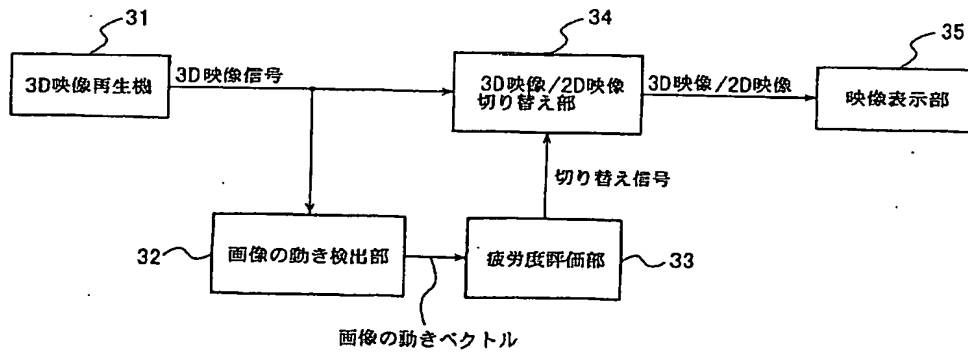 31
34
35
3D映像再生機
3D映像信号
3D映像/2D映像
切り替え部
3D映像/2D映像
映像表示部
切り替え信号
32
画像の動き検出部
疲労度評価部
33
画像の動きベクトル